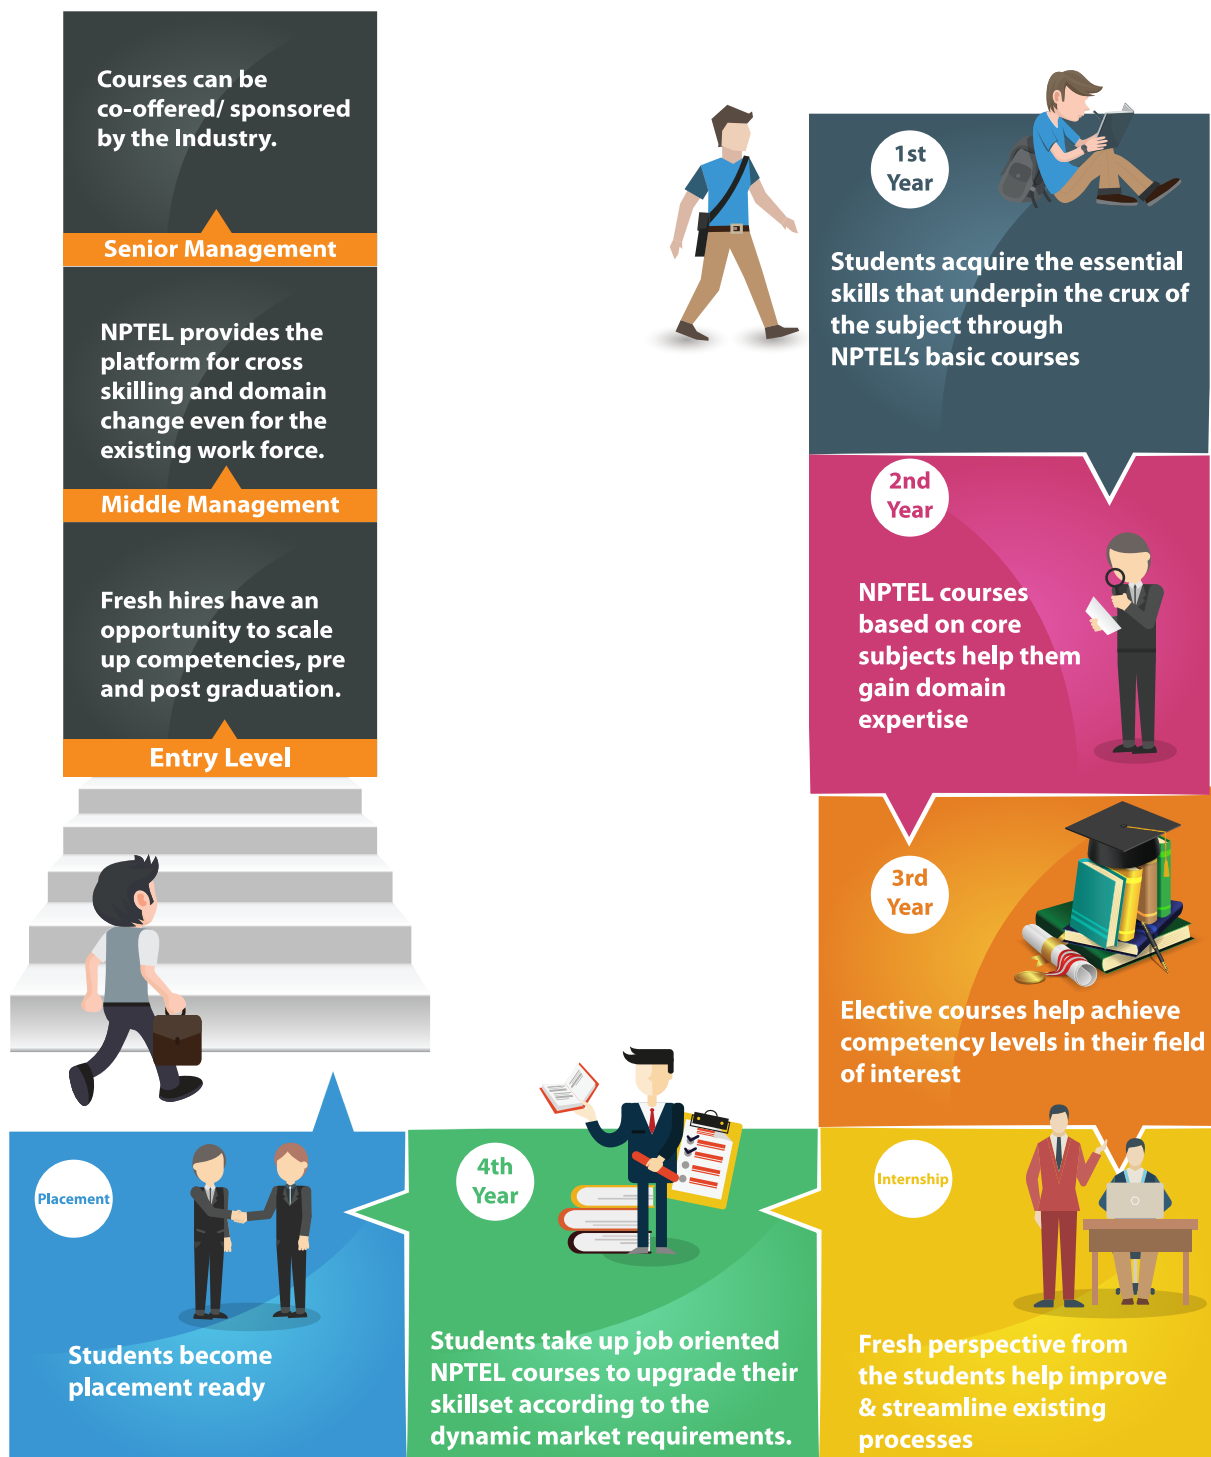 1st
Year
Students acquire the essential
skills that underpin the crux of
the subject through
NPTEL’s basic courses
2nd
Year
NPTEL courses
based on core
subjects help them
gain domain
expertise
3rd
Year
Elective courses help achieve
competency levels in their field
of interest
Internship
Fresh perspective from
the students help improve
& streamline existing
processes
4th
Year
Students take up job oriented
NPTEL courses to upgrade their
skillset according to the
dynamic market requirements.
Placement
Students become
placement ready
Entry Level
Fresh hires have an
opportunity to scale
up competencies, pre
and post graduation.
Middle Management
NPTEL provides the
platform for cross
skilling and domain
change even for the
existing work force.
Senior Management
Courses can be
co-offered/ sponsored
by the Industry.